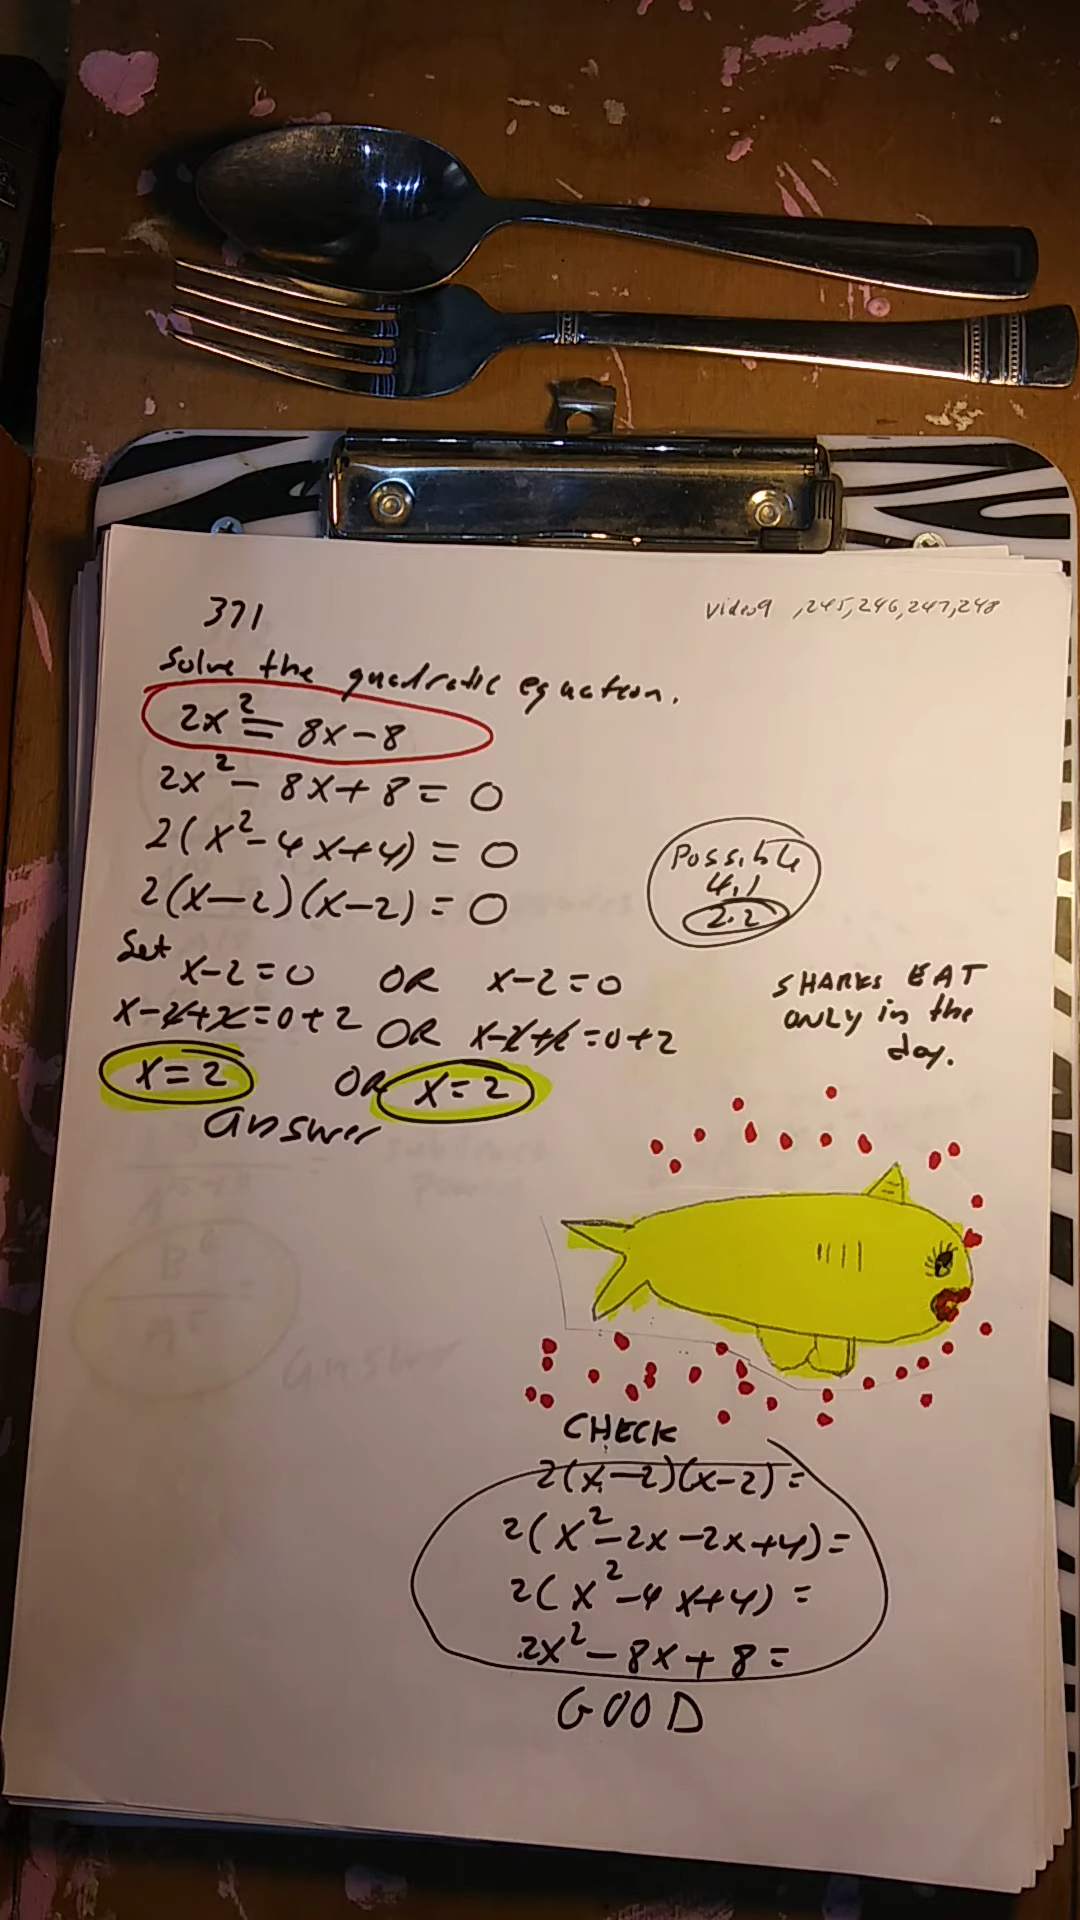 371
video9 ,245,246,247,248
Solve the quadratic equation.
2x² = 8x-8
2x² - 8x+8 = 0
2(x²-4x+4) = 0
2(x-2)(x-2) = 0
Possible
4.1
2.2
Set
x-2=0 OR x-2=0
x-2+2=0+2 OR x-2+2=0+2
x=2 OR x=2
answer
SHARKS EAT
ONLY in the
day.
CHECK
2(x-2)(x-2)=
2(x²-2x-2x+4)=
2(x²-4x+4)=
2x²-8x+8=
GOOD
B⁶
answer